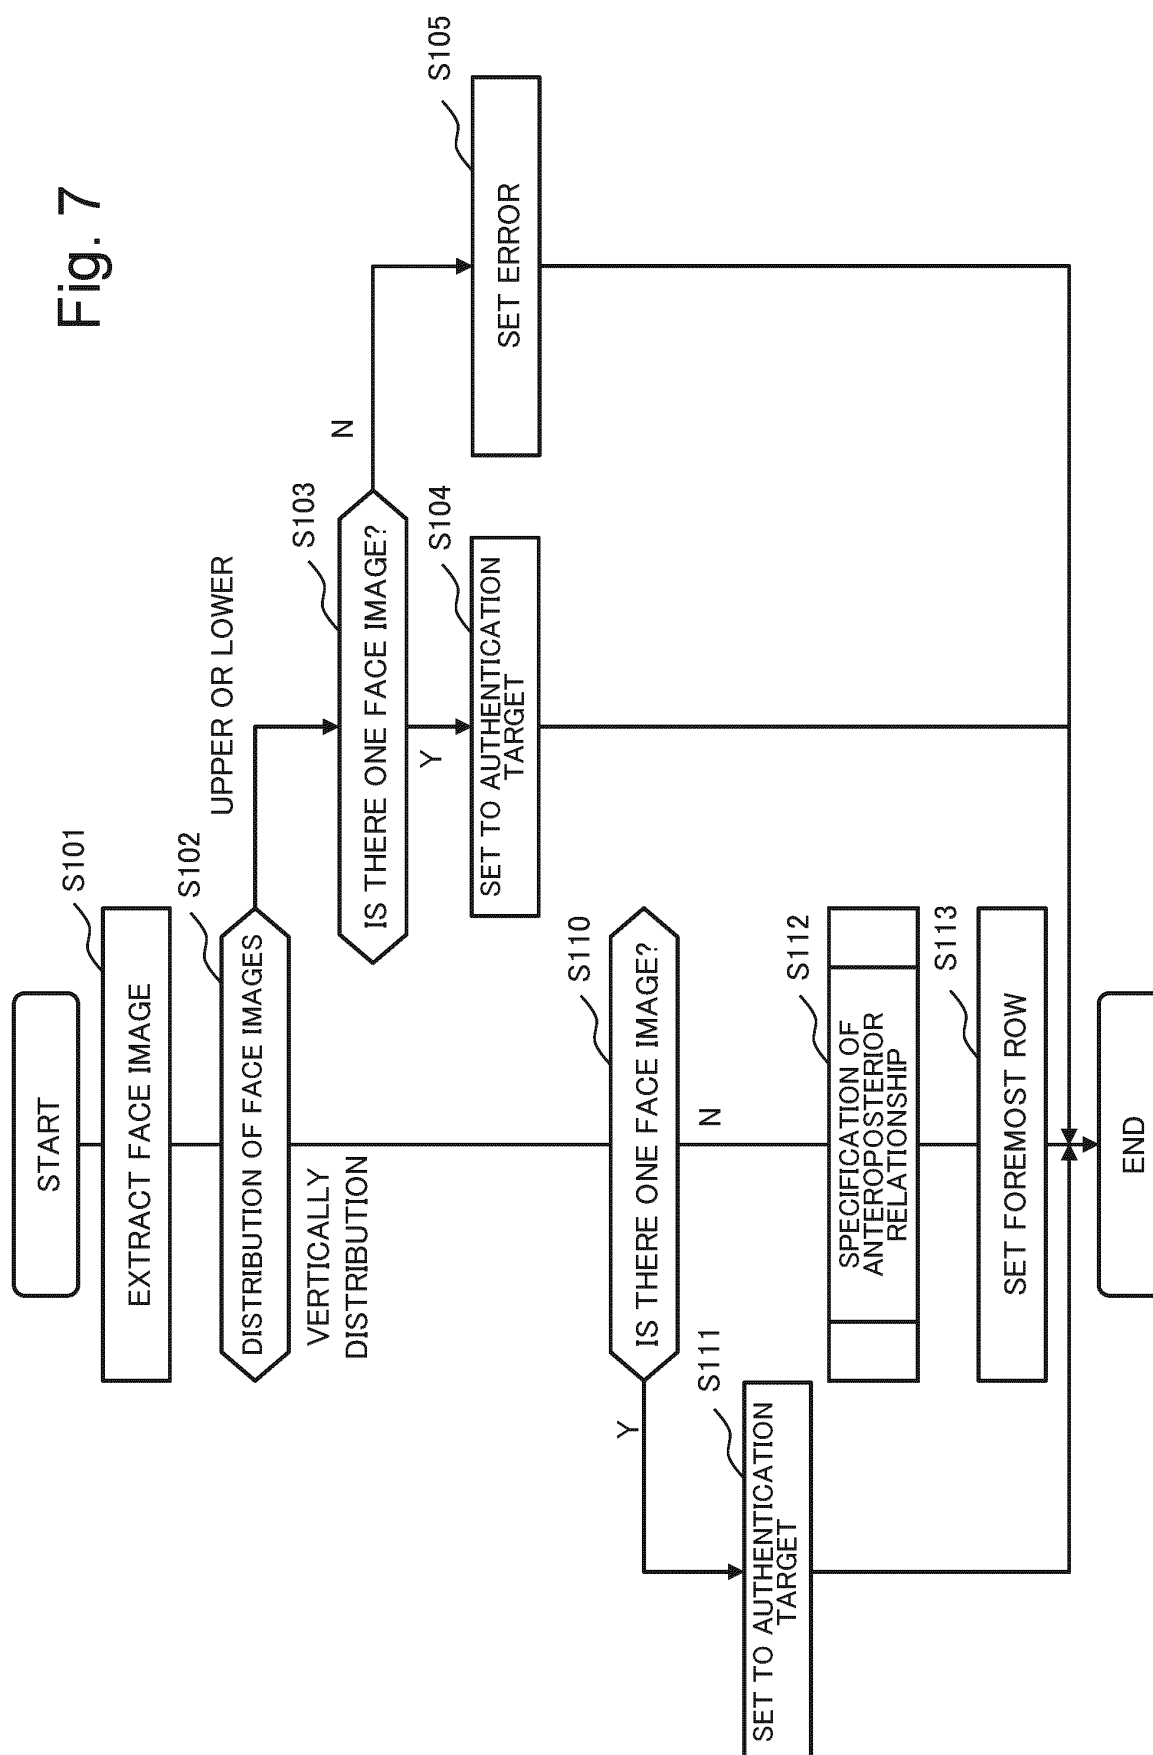 Fig. 7
START
S101
EXTRACT FACE IMAGE
S102
DISTRIBUTION OF FACE IMAGES
UPPER OR LOWER
VERTICALLY
DISTRIBUTION
S103
IS THERE ONE FACE IMAGE?
N
Y
S104
SET TO AUTHENTICATION
TARGET
S105
SET ERROR
S110
IS THERE ONE FACE IMAGE?
Y
N
S111
SET TO AUTHENTICATION
TARGET
S112
SPECIFICATION OF
ANTEROPOSTERIOR
RELATIONSHIP
S113
SET FOREMOST ROW
END